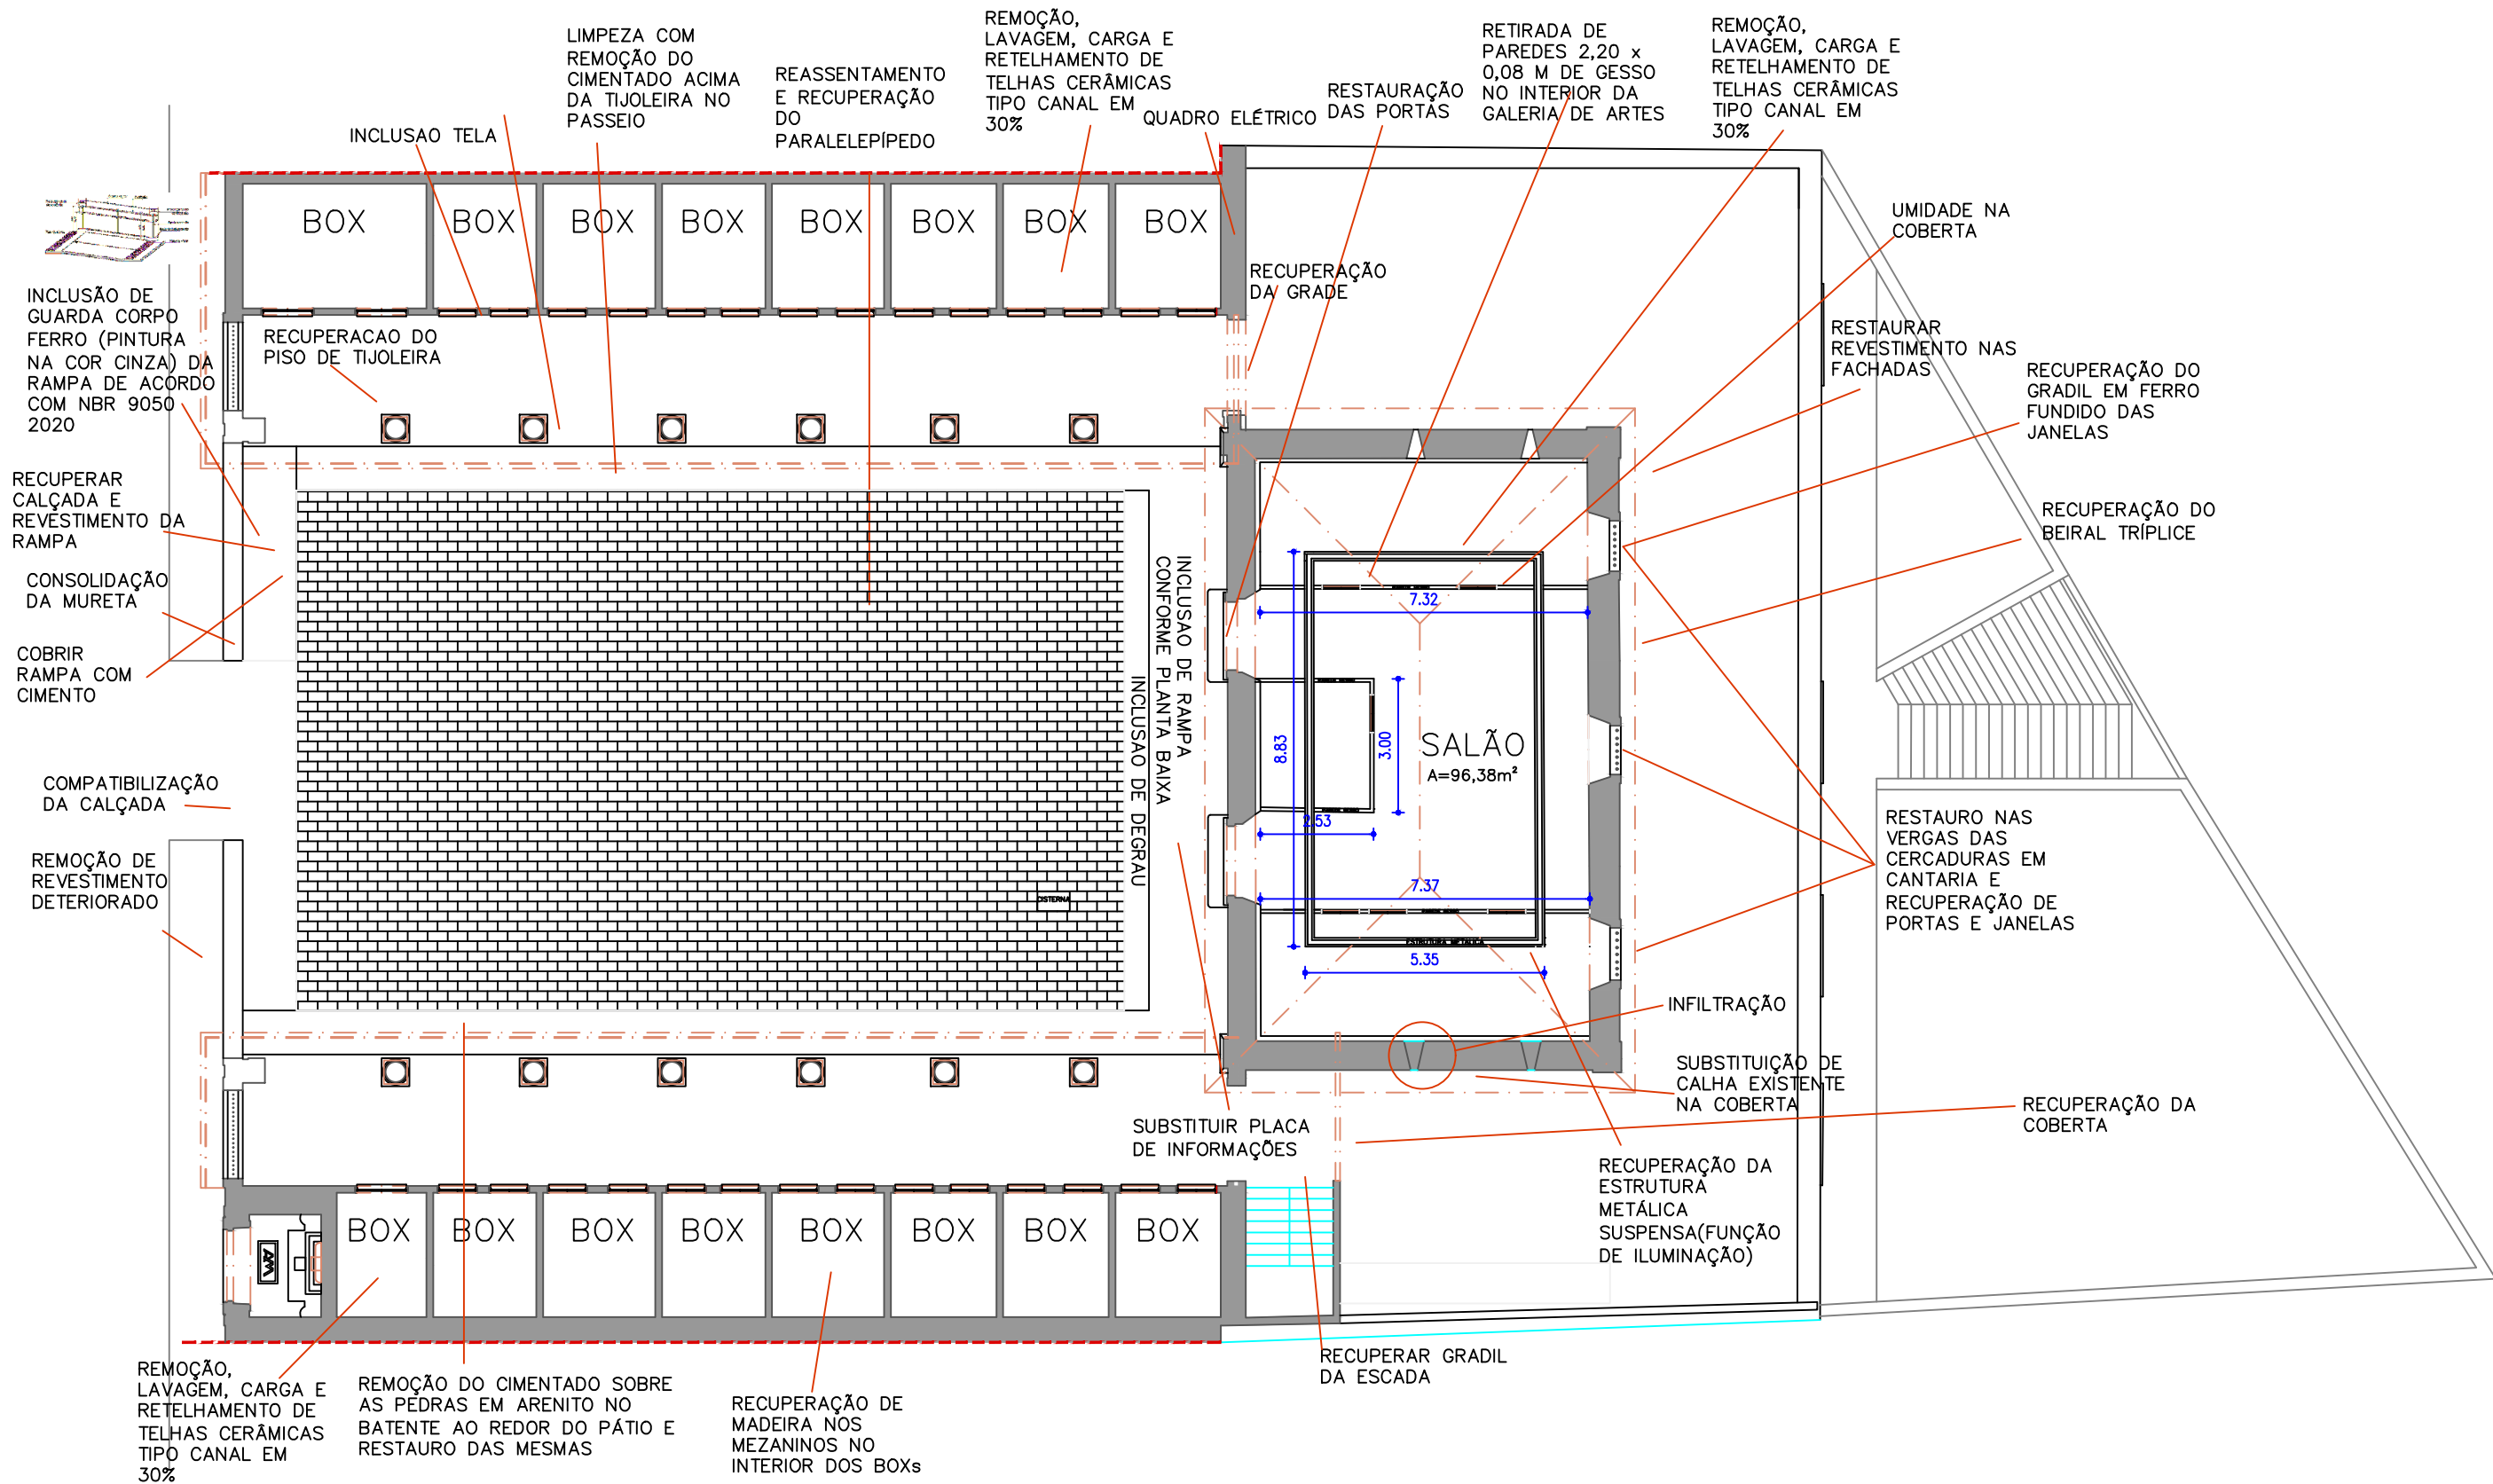 LIMPEZA COM
REMOÇÃO DO
CIMENTADO ACIMA
DA TIJOLEIRA NO
PASSEIO
INCLUSAO TELA
REASSENTAMENTO
E RECUPERAÇÃO
DO
PARALELEPÍPEDO
REMOÇÃO,
LAVAGEM, CARGA E
RETELHAMENTO DE
TELHAS CERÂMICAS
TIPO CANAL EM
30%
QUADRO ELÉTRICO
RESTAURAÇÃO
DAS PORTAS
RETIRADA DE
PAREDES 2,20 x
0,08 M DE GESSO
NO INTERIOR DA
GALERIA DE ARTES
REMOÇÃO,
LAVAGEM, CARGA E
RETELHAMENTO DE
TELHAS CERÂMICAS
TIPO CANAL EM
30%
BOX
BOX
BOX
BOX
BOX
BOX
BOX
BOX
UMIDADE NA
COBERTA
RECUPERAÇÃO
DA GRADE
INCLUSÃO DE
GUARDA CORPO
FERRO (PINTURA
NA COR CINZA) DA
RAMPA DE ACORDO
COM NBR 9050
2020
RECUPERACAO DO
PISO DE TIJOLEIRA
RESTAURAR
REVESTIMENTO NAS
FACHADAS
RECUPERAÇÃO DO
GRADIL EM FERRO
FUNDIDO DAS
JANELAS
RECUPERAR
CALÇADA E
REVESTIMENTO DA
RAMPA
RECUPERAÇÃO DO
BEIRAL TRÍPLICE
CONSOLIDAÇÃO
DA MURETA
COBRIR
RAMPA COM
CIMENTO
INCLUSAO DE RAMPA
CONFORME PLANTA BAIXA
INCLUSAO DE DEGRAU
7.32
8.83
3.00
SALÃO
A=96,38m²
2.53
7.37
5.35
ESTRUTURA METALICA
CISTERNA
COMPATIBILIZAÇÃO
DA CALÇADA
REMOÇÃO DE
REVESTIMENTO
DETERIORADO
RESTAURO NAS
VERGAS DAS
CERCADURAS EM
CANTARIA E
RECUPERAÇÃO DE
PORTAS E JANELAS
INFILTRAÇÃO
SUBSTITUIÇÃO DE
CALHA EXISTENTE
NA COBERTA
RECUPERAÇÃO DA
COBERTA
SUBSTITUIR PLACA
DE INFORMAÇÕES
RECUPERAÇÃO DA
ESTRUTURA
METÁLICA
SUSPENSA(FUNÇÃO
DE ILUMINAÇÃO)
BOX
BOX
BOX
BOX
BOX
BOX
BOX
BOX
RECUPERAR GRADIL
DA ESCADA
REMOÇÃO,
LAVAGEM, CARGA E
RETELHAMENTO DE
TELHAS CERÂMICAS
TIPO CANAL EM
30%
REMOÇÃO DO CIMENTADO SOBRE
AS PEDRAS EM ARENITO NO
BATENTE AO REDOR DO PÁTIO E
RESTAURO DAS MESMAS
RECUPERAÇÃO DE
MADEIRA NOS
MEZANINOS NO
INTERIOR DOS BOXs